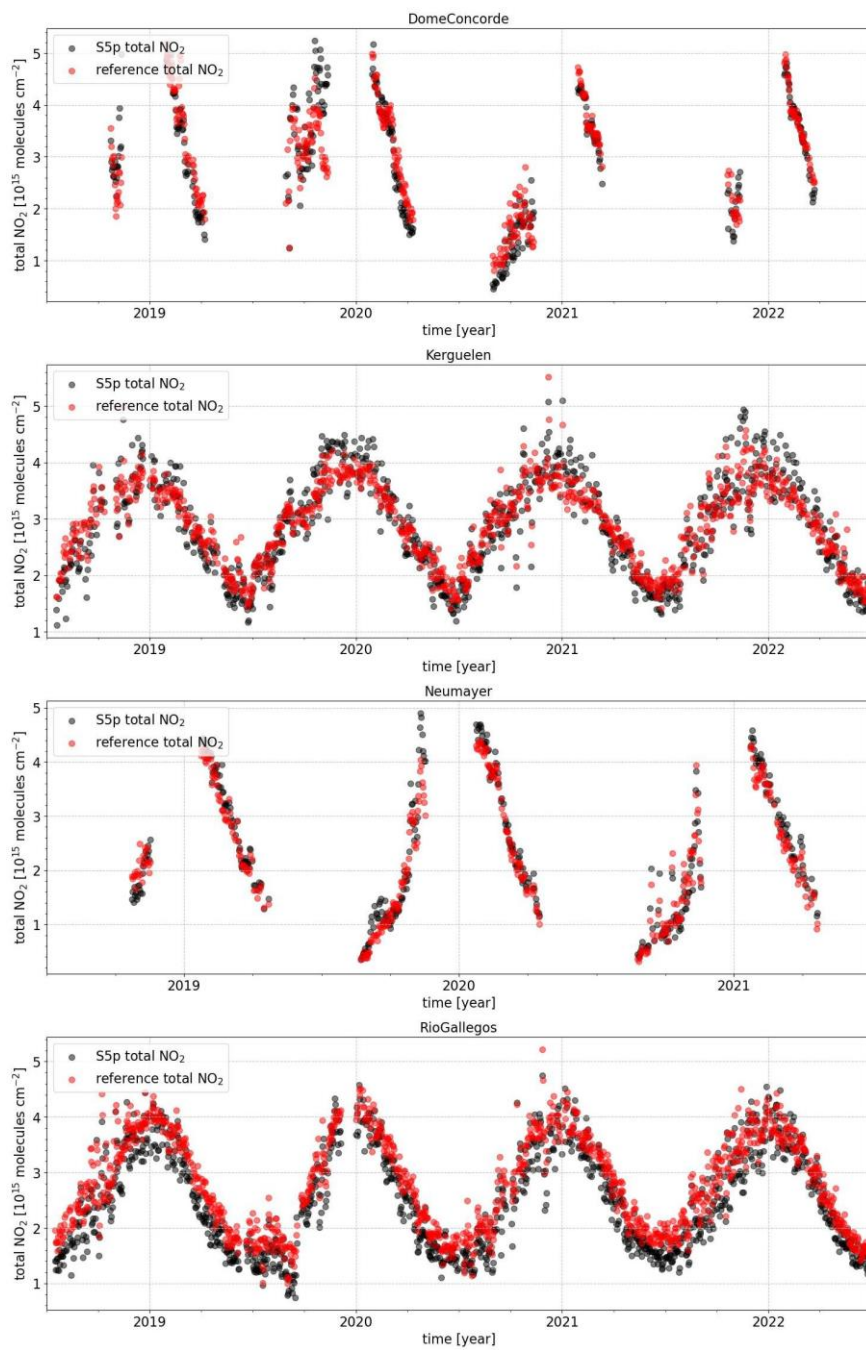 DomeConcorde
S5p total NO₂
reference total NO₂
total NO₂ [10¹⁵ molecules cm⁻²]
5
4
3
2
1
2019 2020 2021 2022
time [year]
Kerguelen
S5p total NO₂
reference total NO₂
total NO₂ [10¹⁵ molecules cm⁻²]
5
4
3
2
1
2019 2020 2021 2022
time [year]
Neumayer
S5p total NO₂
reference total NO₂
total NO₂ [10¹⁵ molecules cm⁻²]
5
4
3
2
1
2019 2020 2021
time [year]
RioGallegos
S5p total NO₂
reference total NO₂
total NO₂ [10¹⁵ molecules cm⁻²]
5
4
3
2
1
2019 2020 2021 2022
time [year]